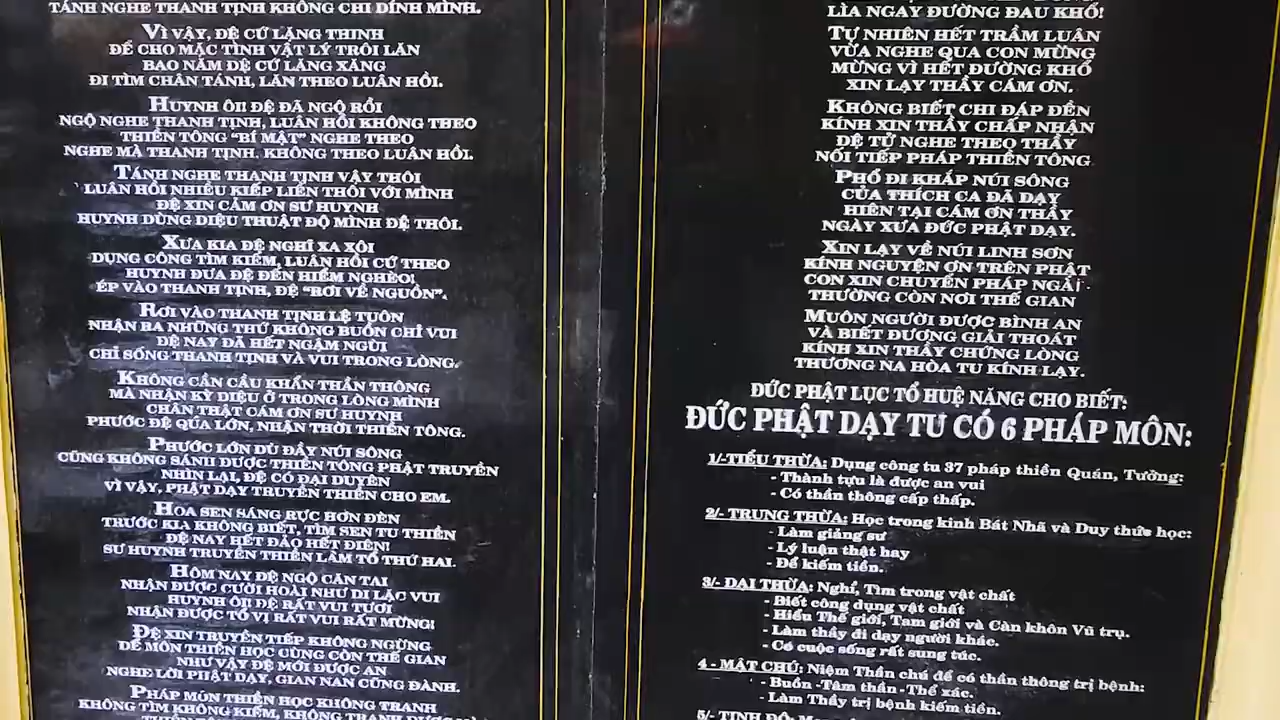 TÁNH NGHE THANH TỊNH KHÔNG CHI DÍNH MÌNH.
VÌ VẬY, ĐỆ CỨ LẶNG THINH
ĐỂ CHO MẶC TÌNH VẬT LÝ TRÔI LĂN
BAO NĂM ĐỆ CỨ LĂNG XĂNG
ĐI TÌM CHÂN TÁNH, LĂN THEO LUÂN HỒI.
HUYNH ÔI! ĐỆ ĐÃ NGỘ RỒI
NGỘ NGHE THANH TỊNH, LUÂN HỒI KHÔNG THEO
THIỀN TÔNG "BÍ MẬT" NGHE THEO
NGHE MÀ THANH TỊNH, KHÔNG THEO LUÂN HỒI.
TÁNH NGHE THANH TỊNH VẬY THÔI
LUÂN HỒI NHIỀU KIẾP LIỀN THÔI VỚI MÌNH
ĐỆ XIN CẢM ƠN SƯ HUYNH
HUYNH DÙNG DIỆU THUẬT ĐỘ MÌNH ĐỆ THÔI.
XƯA KIA ĐỆ NGHĨ XA XÔI
DỤNG CÔNG TÌM KIẾM, LUÂN HỒI CỨ THEO
HUYNH ĐƯA ĐỆ ĐẾN HIỂM NGHÈO!
ÉP VÀO THANH TỊNH, ĐỆ "RƠI VỀ NGUỒN".
RƠI VÀO THANH TỊNH LỆ TUÔN
NHẬN RA NHỮNG THỨ KHÔNG BUỒN CHỈ VUI
ĐỆ NAY ĐÃ HẾT NGẬM NGÙI
CHỈ SỐNG THANH TỊNH VÀ VUI TRONG LÒNG.
KHÔNG CẦN CẦU KHẨN THẦN THÔNG
MÀ NHẬN KỲ DIỆU Ở TRONG LÒNG MÌNH
CHÂN THẬT CÁM ƠN SƯ HUYNH
PHƯỚC ĐỆ QÚA LỚN, NHẬN THỜI THIỀN TÔNG.
PHƯỚC LỚN DÙ ĐẦY NÚI SÔNG
CŨNG KHÔNG SÁNH ĐƯỢC THIỀN TÔNG PHẬT TRUYỀN
NHÌN LẠI, ĐỆ CÓ ĐẠI DUYÊN
VÌ VẬY, PHẬT DẠY TRUYỀN THIỀN CHO EM.
HOA SEN SÁNG RỰC HƠN ĐÈN
TRƯỚC KIA KHÔNG BIẾT, TÌM SEN TU THIỀN
ĐỆ NAY HẾT ĐẢO HẾT ĐIÊN!
SƯ HUYNH TRUYỀN THIỀN LÀM TỔ THỨ HAI.
HÔM NAY ĐỆ NGỘ CĂN TAI
NHẬN ĐƯỢC CƯỜI HOÀI NHƯ DI LẶC VUI
HUYNH ÔI! ĐỆ RẤT VUI TƯƠI
NHẬN ĐƯỢC TỔ VỊ RẤT VUI RẤT MỪNG!
ĐỆ XIN TRUYỀN TIẾP KHÔNG NGỪNG
ĐỂ MÔN THIỀN HỌC CÙNG CÒN THẾ GIAN
NHƯ VẬY ĐỆ MỚI ĐƯỢC AN
NGHE LỜI PHẬT DẠY, GIAN NAN CŨNG ĐÀNH.
PHÁP MÔN THIỀN HỌC KHÔNG TRANH
KHÔNG TÌM KHÔNG KIẾM, KHÔNG TRANH ĐƯỢC
LÌA NGAY ĐƯỜNG ĐAU KHỔ!
TỰ NHIÊN HẾT TRẦM LUÂN
VỪA NGHE QUA CON MỪNG
MỪNG VÌ HẾT ĐƯỜNG KHỔ
XIN LẠY THẦY CÁM ƠN.
KHÔNG BIẾT CHI ĐÁP ĐỀN
KÍNH XIN THẦY CHẤP NHẬN
ĐỆ TỬ NGHE THEO THẦY
NỐI TIẾP PHÁP THIỀN TÔNG
PHỔ ĐI KHẮP NÚI SÔNG
CỦA THÍCH CA ĐÃ DẠY
HIỆN TẠI CÁM ƠN THẦY
NGÀY XƯA ĐỨC PHẬT DẠY.
XIN LẠY VỀ NÚI LINH SƠN
KÍNH NGUYỆN ƠN TRÊN PHẬT
CON XIN CHUYỂN PHÁP NGÃI
THƯỜNG CÒN NƠI THẾ GIAN
MUÔN NGƯỜI ĐƯỢC BÌNH AN
VÀ BIẾT ĐƯƠNG GIẢI THOÁT
KÍNH XIN THẦY CHỨNG LÒNG
THƯƠNG NA HÒA TU KÍNH LẠY.
ĐỨC PHẬT LỤC TỔ HUỆ NĂNG CHO BIẾT:
ĐỨC PHẬT DẠY TU CÓ 6 PHÁP MÔN:
1/-TIỂU THỪA: Dụng công tu 37 pháp thiền Quán, Tưởng:
- Thành tựu là được an vui
- Có thần thông cấp thấp.
2/- TRUNG THỪA: Học trong kinh Bát Nhã và Duy thức học:
- Làm giảng sư
- Lý luận thật hay
- Để kiếm tiền.
3/- ĐẠI THỪA: Nghĩ, Tìm trong vật chất
- Biết công dụng vật chất
- Hiểu Thế giới, Tam giới và Càn khôn Vũ trụ.
- Làm thầy đi dạy người khác.
- Có cuộc sống rất sung túc.
4 - MẬT CHÚ: Niệm Thần chú để có thần thông trị bệnh:
- Buồn -Tâm thần -Thể xác.
- Làm Thầy trị bệnh kiếm tiền.
5/- TỊNH ĐỘ: